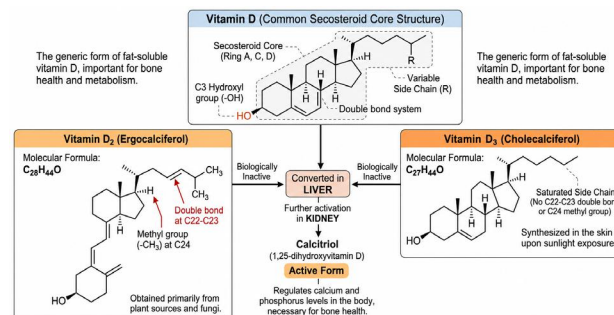 Vitamin D (Common Secosteroid Core Structure)
Secosteroid Core
(Ring A, C, D)
C3 Hydroxyl
group (-OH)
HO
H
H
H
R
Variable
Side Chain (R)
Double bond system
The generic form of fat-soluble
vitamin D, important for bone
health and metabolism.
The generic form of fat-soluble
vitamin D, important for bone
health and metabolism.
Vitamin D₂ (Ergocalciferol)
Molecular Formula:
C₂₈H₄₄O
CH₃
CH₃
H
Double bond
at C22-C23
Methyl group
(-CH₃) at C24
HO
Obtained primarily from
plant sources and fungi.
Biologically
Inactive
Converted in
LIVER
Further activation
in KIDNEY
Calcitriol
(1,25-dihydroxyvitamin D)
Active Form
Regulates calcium and
phosphorus levels in the body,
necessary for bone health.
Biologically
Inactive
Vitamin D₃ (Cholecalciferol)
Molecular Formula:
C₂₇H₄₄O
H
H
H
HO
Saturated Side Chain
(No C22-C23 double bon
or C24 methyl group)
Synthesized in the skin
upon sunlight exposure